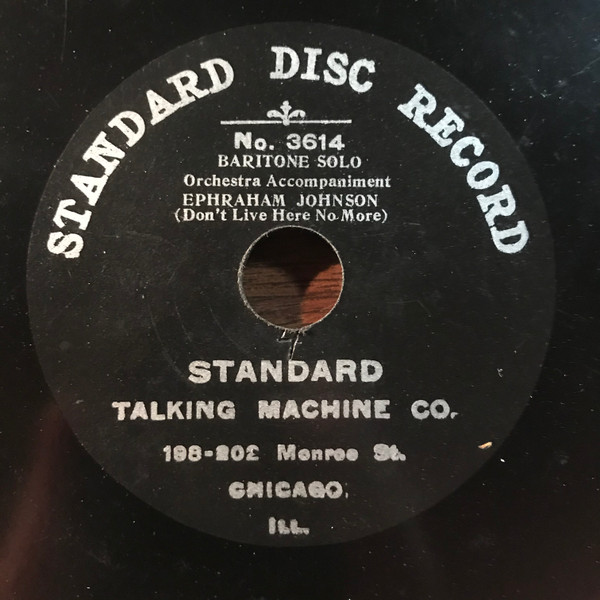 STANDARD DISC RECORD
No. 3614
BARITONE SOLO
Orchestra Accompaniment
EPHRAHAM JOHNSON
(Don't Live Here No More)
STANDARD
TALKING MACHINE CO.
198-202 Monroe St.
CHICAGO,
ILL.